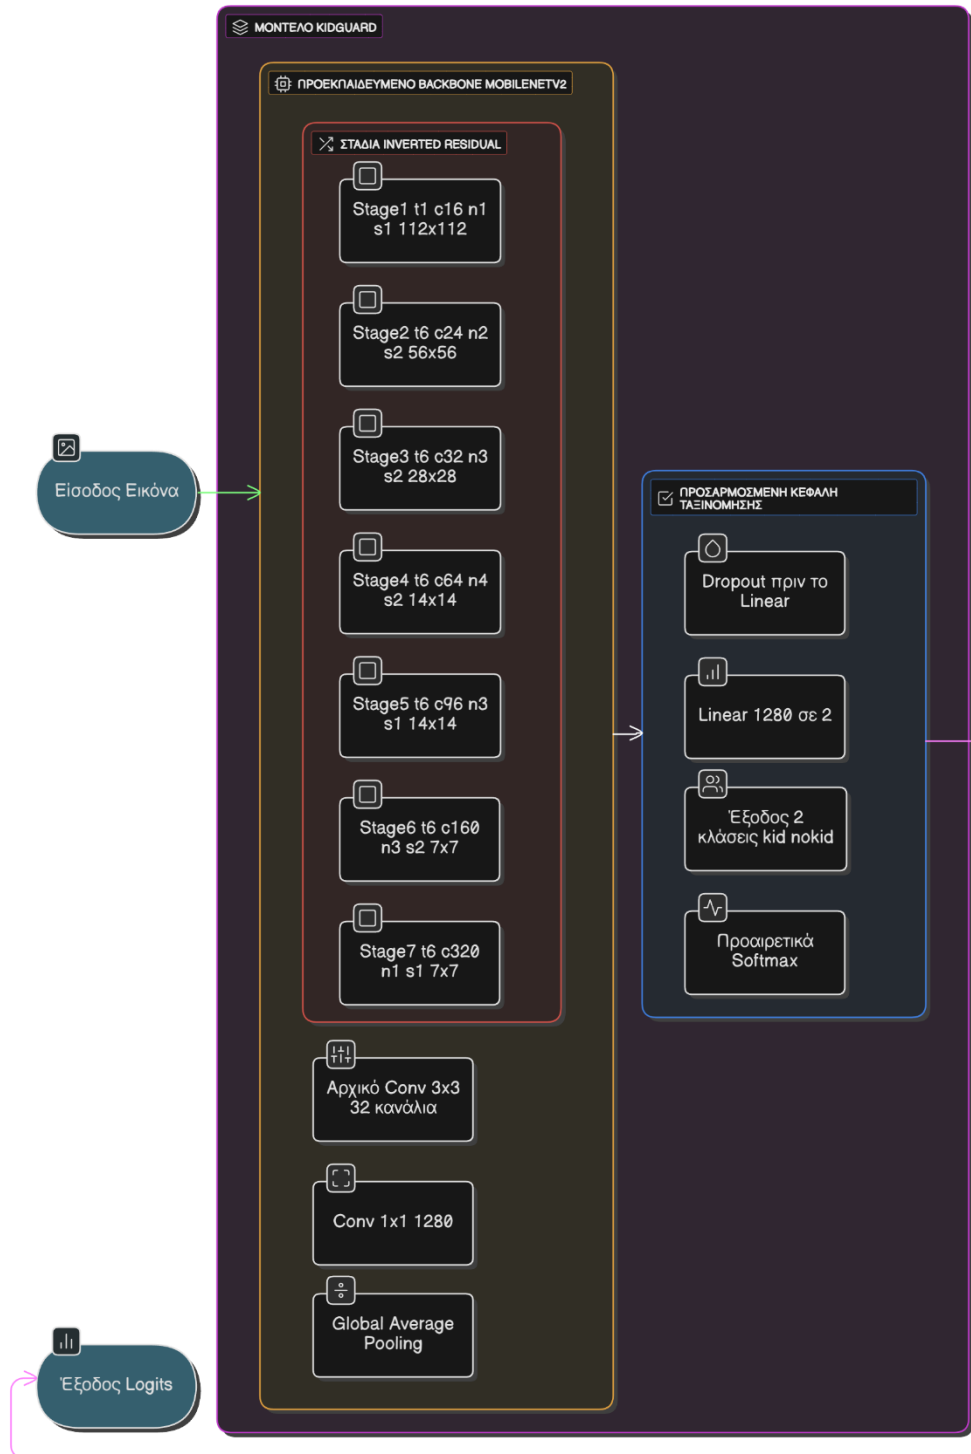 ΜΟΝΤΕΛΟ KIDGUARD
ΠΡΟΕΚΠΑΙΔΕΥΜΕΝΟ BACKBONE MOBILENETV2
ΣΤΑΔΙΑ INVERTED RESIDUAL
Stage1 t1 c16 n1
s1 112x112
Stage2 t6 c24 n2
s2 56x56
Stage3 t6 c32 n3
s2 28x28
Stage4 t6 c64 n4
s2 14x14
Stage5 t6 c96 n3
s1 14x14
Stage6 t6 c160
n3 s2 7x7
Stage7 t6 c320
n1 s1 7x7
Αρχικό Conv 3x3
32 κανάλια
Conv 1x1 1280
Global Average
Pooling
Είσοδος Εικόνα
Έξοδος Logits
ΠΡΟΣΑΡΜΟΣΜΕΝΗ ΚΕΦΑΛΗ
ΤΑΞΙΝΟΜΗΣΗΣ
Dropout πριν το
Linear
Linear 1280 σε 2
Έξοδος 2
κλάσεις kid nokid
Προαιρετικά
Softmax